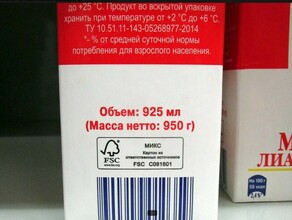 до +25 °С. Продукт во вскрытой упаковке
хранить при температуре от +2 °С до +6 °С.
ТУ 10.51.11-143-05268977-2015
*- % от средней суточной нормы
потребления для взрослого населения.
Объем: 925 мл
(Масса нетто: 950 г)
FSC
МИКС
Картон из
ответственных источников
FSC C081801
М
ЛИА